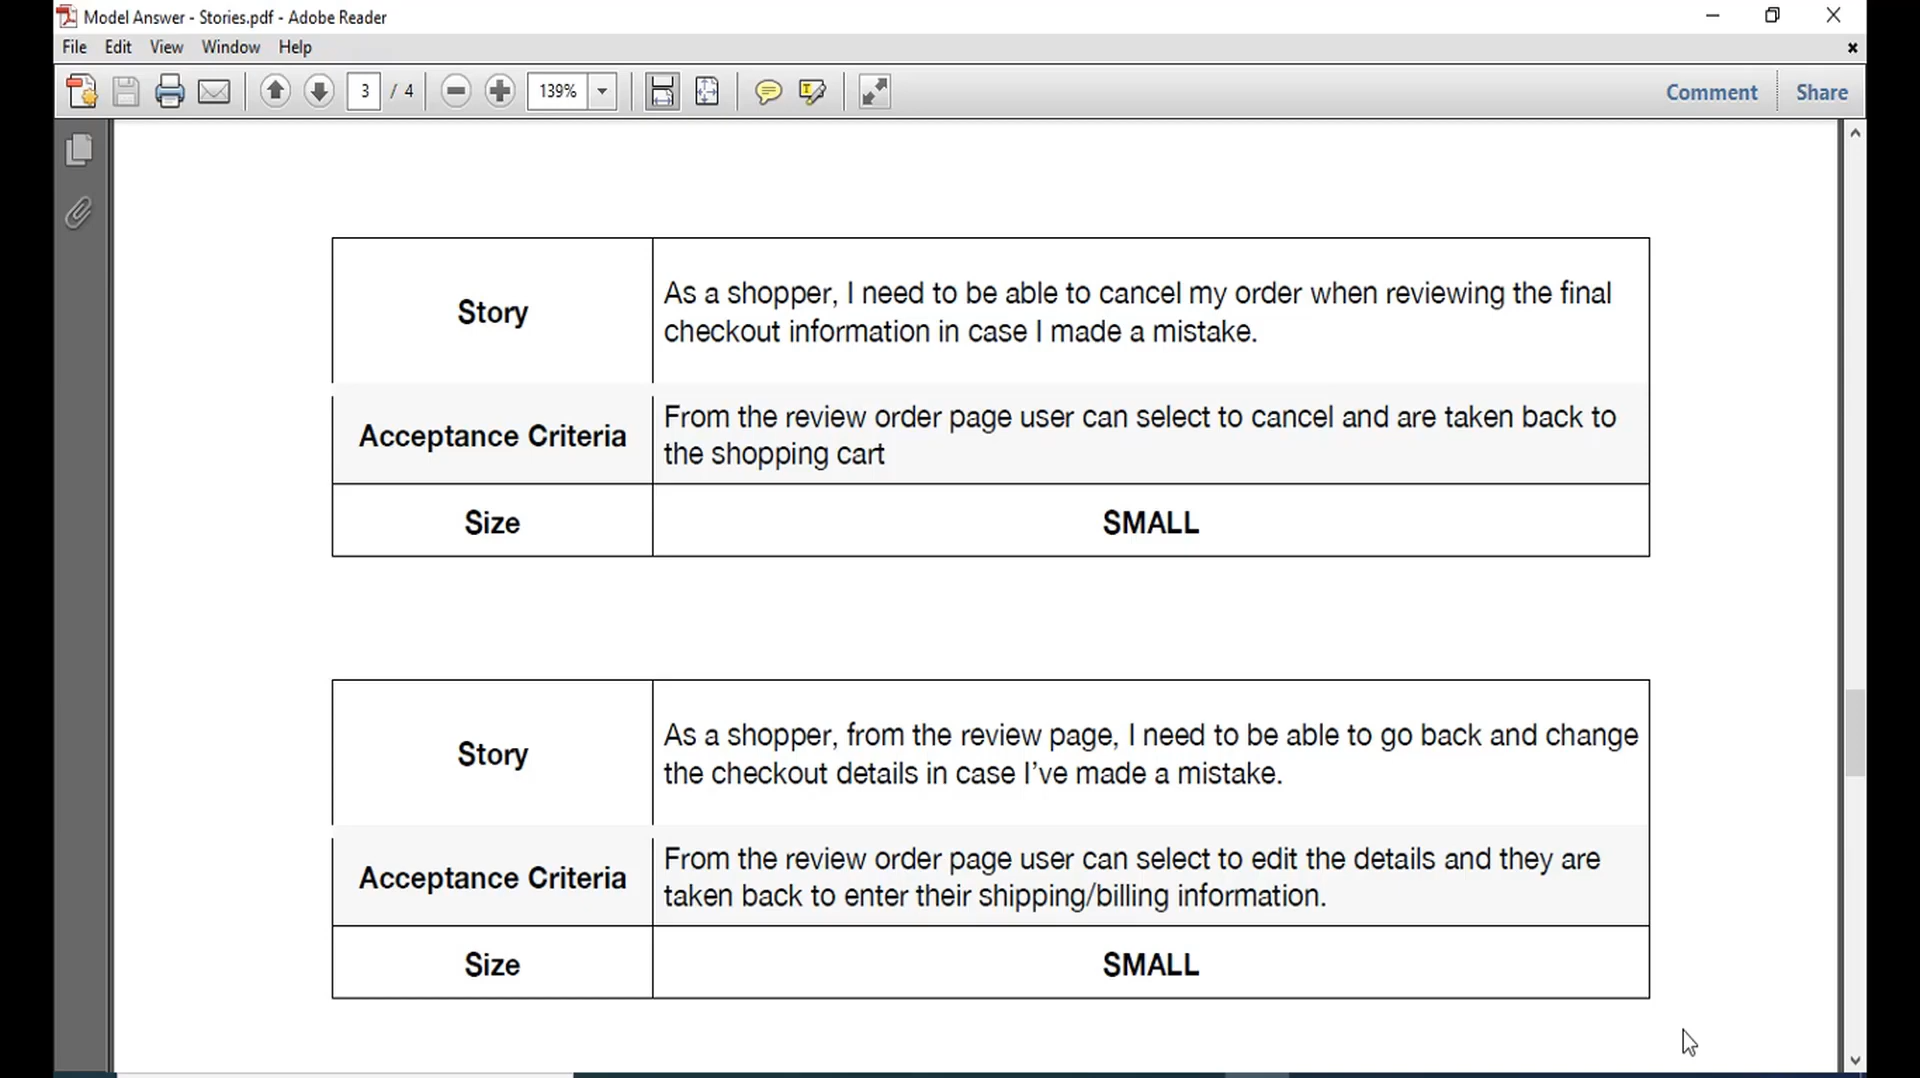 Model Answer - Stories.pdf - Adobe Reader
File Edit View Window Help
3 / 4 139% Comment Share
Story
As a shopper, I need to be able to cancel my order when reviewing the final
checkout information in case I made a mistake.
Acceptance Criteria
From the review order page user can select to cancel and are taken back to
the shopping cart
Size
SMALL
Story
As a shopper, from the review page, I need to be able to go back and change
the checkout details in case I’ve made a mistake.
Acceptance Criteria
From the review order page user can select to edit the details and they are
taken back to enter their shipping/billing information.
Size
SMALL